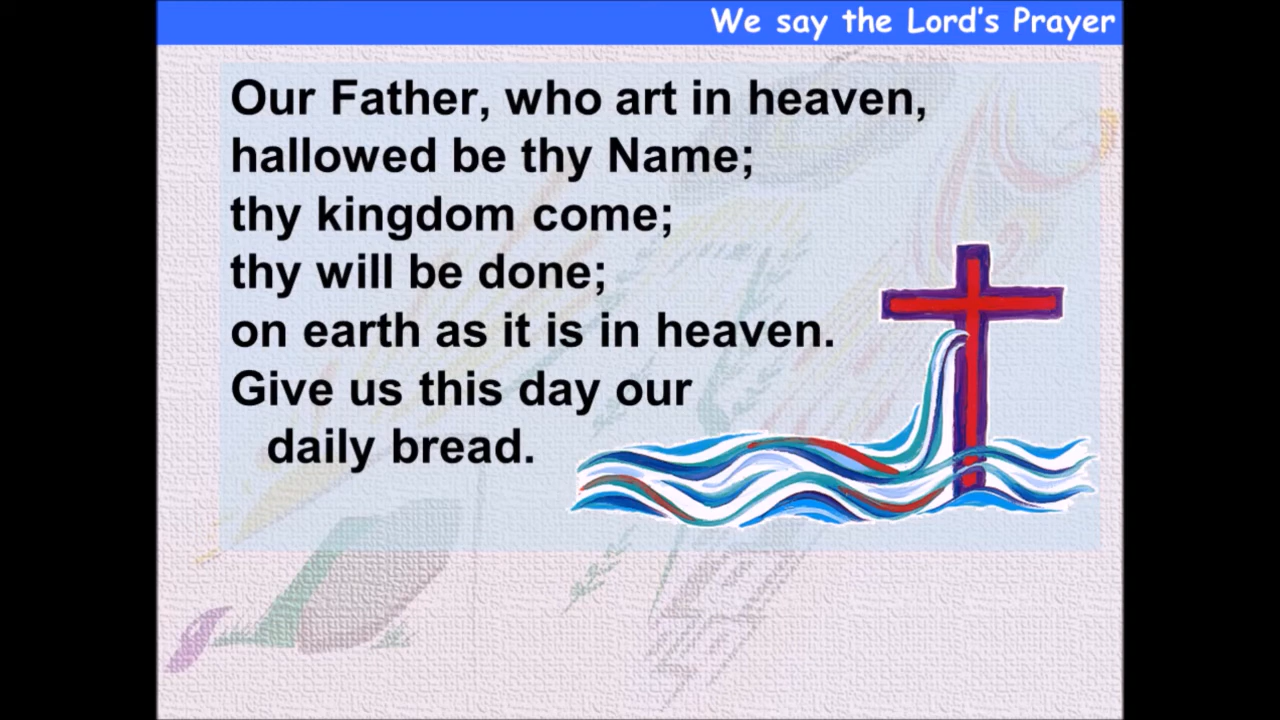 We say the Lord's Prayer
Our Father, who art in heaven,
hallowed be thy Name;
thy kingdom come;
thy will be done;
on earth as it is in heaven.
Give us this day our
daily bread.